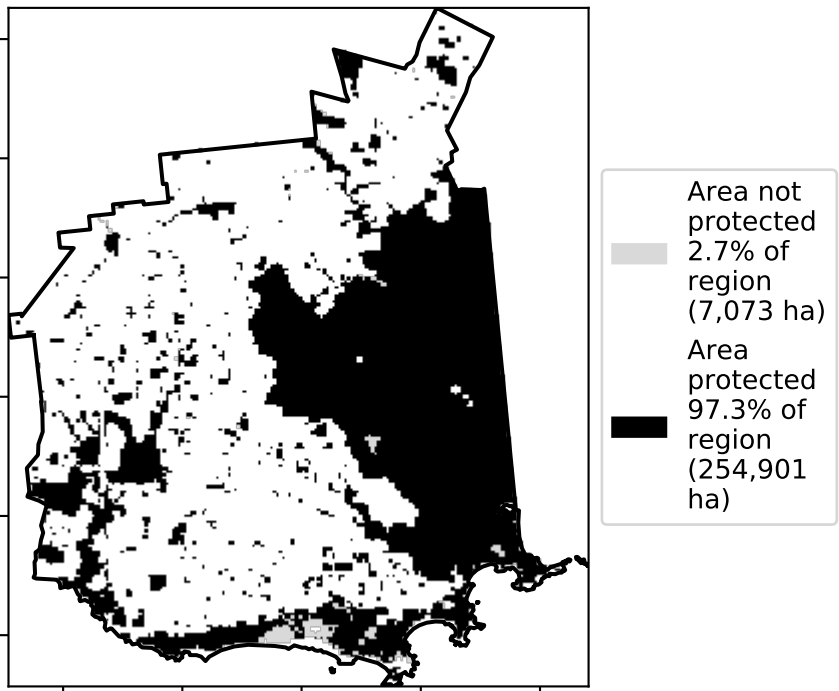 Area not
protected
2.7% of
region
(7,073 ha)
Area
protected
97.3% of
region
(254,901
ha)